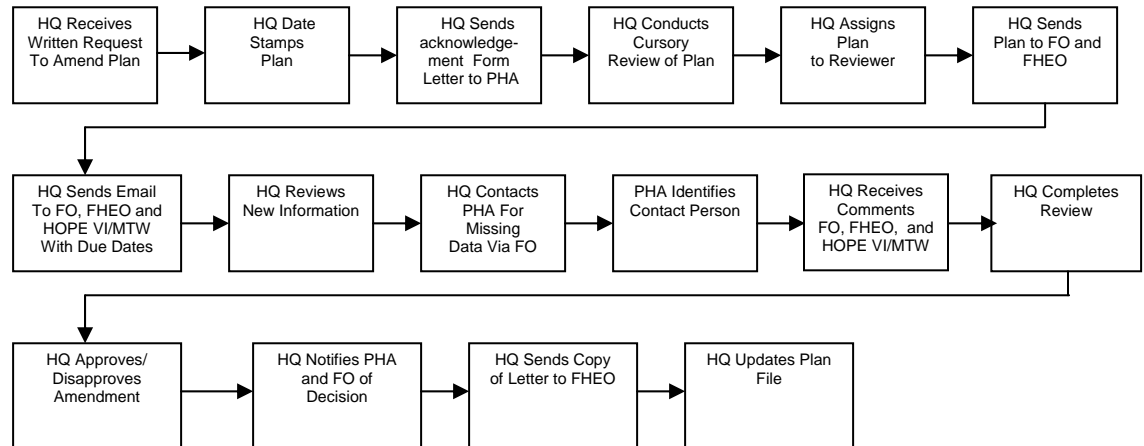 HQ Receives
Written Request
To Amend Plan
HQ Date
Stamps
Plan
HQ Sends
acknowledge-
ment Form
Letter to PHA
HQ Conducts
Cursory
Review of Plan
HQ Assigns
Plan
to Reviewer
HQ Sends
Plan to FO and
FHEO
HQ Sends Email
To FO, FHEO and
HOPE VI/MTW
With Due Dates
HQ Reviews
New Information
HQ Contacts
PHA For
Missing
Data Via FO
PHA Identifies
Contact Person
HQ Receives
Comments
FO, FHEO, and
HOPE VI/MTW
HQ Completes
Review
HQ Approves/
Disapproves
Amendment
HQ Notifies PHA
and FO of
Decision
HQ Sends Copy
of Letter to FHEO
HQ Updates Plan
File